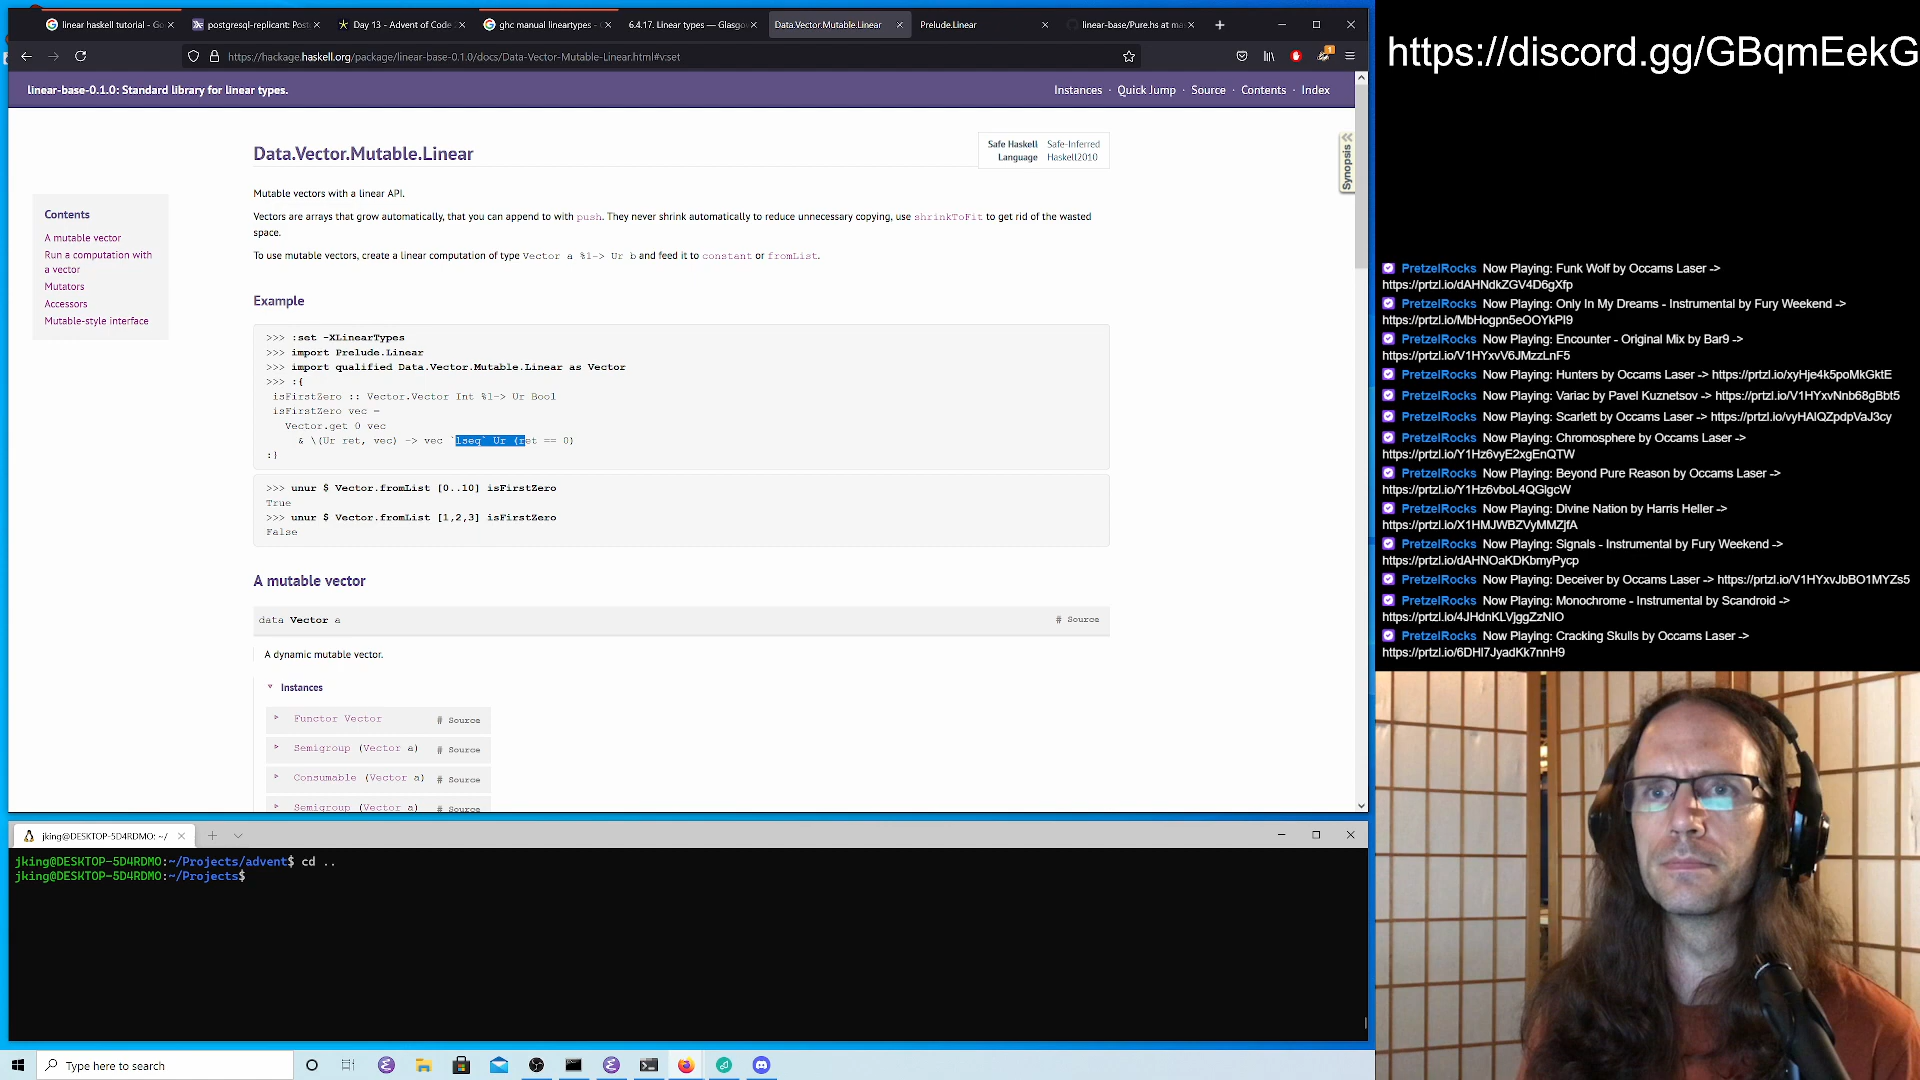 linear haskell tutorial - Go
postgresql-replicant: Post
Day 13 - Advent of Code
ghc manual lineartypes -
6.4.17. Linear types — Glasgow
Data.Vector.Mutable.Linear
Prelude.Linear
linear-base/Pure.hs at ma
https://hackage.haskell.org/package/linear-base-0.1.0/docs/Data-Vector-Mutable-Linear.html#v:set
linear-base-0.1.0: Standard library for linear types.
Instances · Quick Jump · Source · Contents · Index
Data.Vector.Mutable.Linear
Safe Haskell Safe-Inferred
Language Haskell2010
Synopsis
Mutable vectors with a linear API.
Vectors are arrays that grow automatically, that you can append to with push. They never shrink automatically to reduce unnecessary copying, use shrinkToFit to get rid of the wasted
space.
To use mutable vectors, create a linear computation of type Vector a %1-> Ur b and feed it to constant or fromList.
Contents
A mutable vector
Run a computation with
a vector
Mutators
Accessors
Mutable-style interface
Example
>>> :set -XLinearTypes
>>> import Prelude.Linear
>>> import qualified Data.Vector.Mutable.Linear as Vector
>>> :{
isFirstZero :: Vector.Vector Int %1-> Ur Bool
isFirstZero vec =
Vector.get 0 vec
& \(Ur ret, vec) -> vec `lseq` Ur (ret == 0)
:}
>>> unur $ Vector.fromList [0..10] isFirstZero
True
>>> unur $ Vector.fromList [1,2,3] isFirstZero
False
A mutable vector
data Vector a # Source
A dynamic mutable vector.
Instances
Functor Vector # Source
Semigroup (Vector a) # Source
Consumable (Vector a) # Source
Semigroup (Vector a) # Source
jking@DESKTOP-5D4RDMO: ~/
jking@DESKTOP-5D4RDMO:~/Projects/advent$ cd ..
jking@DESKTOP-5D4RDMO:~/Projects$
Type here to search
https://discord.gg/GBqmEekG
PretzelRocks Now Playing: Funk Wolf by Occams Laser ->
https://prtzl.io/dAHNdkZGV4D6gXfp
PretzelRocks Now Playing: Only In My Dreams - Instrumental by Fury Weekend ->
https://prtzl.io/MbHogpn5eOOYkPI9
PretzelRocks Now Playing: Encounter - Original Mix by Bar9 ->
https://prtzl.io/V1HYxvV6JMzzLnF5
PretzelRocks Now Playing: Hunters by Occams Laser -> https://prtzl.io/xyHje4k5poMkGktE
PretzelRocks Now Playing: Variac by Pavel Kuznetsov -> https://prtzl.io/V1HYxvNnb68gBbt5
PretzelRocks Now Playing: Scarlett by Occams Laser -> https://prtzl.io/vyHAlQZpdpVaJ3cy
PretzelRocks Now Playing: Chromosphere by Occams Laser ->
https://prtzl.io/Y1Hz6vyE2xgEnQTW
PretzelRocks Now Playing: Beyond Pure Reason by Occams Laser ->
https://prtzl.io/Y1Hz6vboL4QGlgcW
PretzelRocks Now Playing: Divine Nation by Harris Heller ->
https://prtzl.io/X1HMJWBZVyMMZjfA
PretzelRocks Now Playing: Signals - Instrumental by Fury Weekend ->
https://prtzl.io/dAHNOaKDKbmyPycp
PretzelRocks Now Playing: Deceiver by Occams Laser -> https://prtzl.io/V1HYxvJbBO1MYZs5
PretzelRocks Now Playing: Monochrome - Instrumental by Scandroid ->
https://prtzl.io/4JHdnKLVjggZzNIO
PretzelRocks Now Playing: Cracking Skulls by Occams Laser ->
https://prtzl.io/6DHl7JyadKk7nnH9